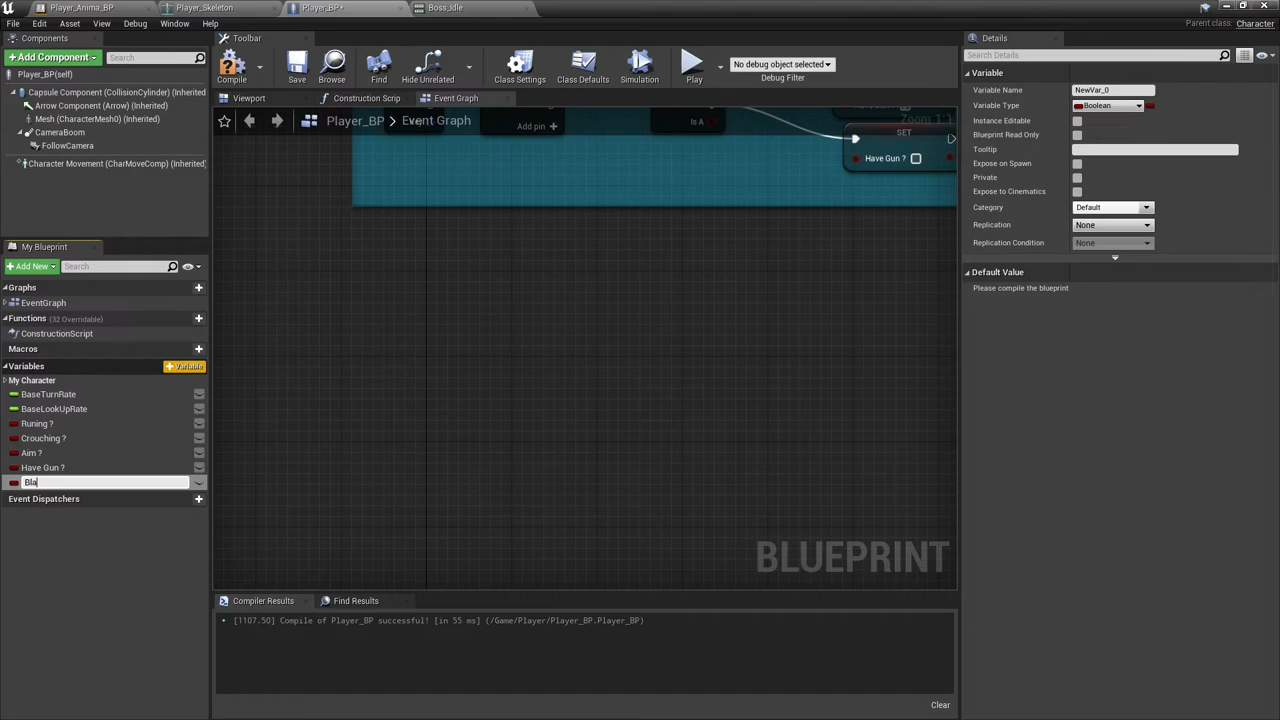 Player_Anima_BP
Player_Skeleton
Player_BP*
Boss_Idle
File Edit Asset View Debug Window Help
Parent class: Character
Components
Toolbar
Details
+ Add Component
Search
Compile
Save
Browse
Find
Hide Unrelated
Class Settings
Class Defaults
Simulation
Play
No debug object selected
Debug Filter
Search Details
Player_BP(self)
Capsule Component (CollisionCylinder) (Inherited)
Arrow Component (Arrow) (Inherited)
Mesh (CharacterMesh0) (Inherited)
CameraBoom
FollowCamera
Character Movement (CharMoveComp) (Inherited)
Viewport
Construction Scrip
Event Graph
Player_BP
Event Graph
Zoom 1:1
Add pin
Is A
SET
Have Gun ?
Variable
Variable Name NewVar_0
Variable Type Boolean
Instance Editable
Blueprint Read Only
Tooltip
Expose on Spawn
Private
Expose to Cinematics
Category Default
Replication None
Replication Condition None
Default Value
Please compile the blueprint
My Blueprint
+ Add New
Search
Graphs
EventGraph
Functions (32 Overridable)
ConstructionScript
Macros
Variables
+ Variable
My Character
BaseTurnRate
BaseLookUpRate
Runing ?
Crouching ?
Aim ?
Have Gun ?
Bla
Event Dispatchers
BLUEPRINT
Compiler Results
Find Results
[1107.50] Compile of Player_BP successful! [in 55 ms] (/Game/Player/Player_BP.Player_BP)
Clear